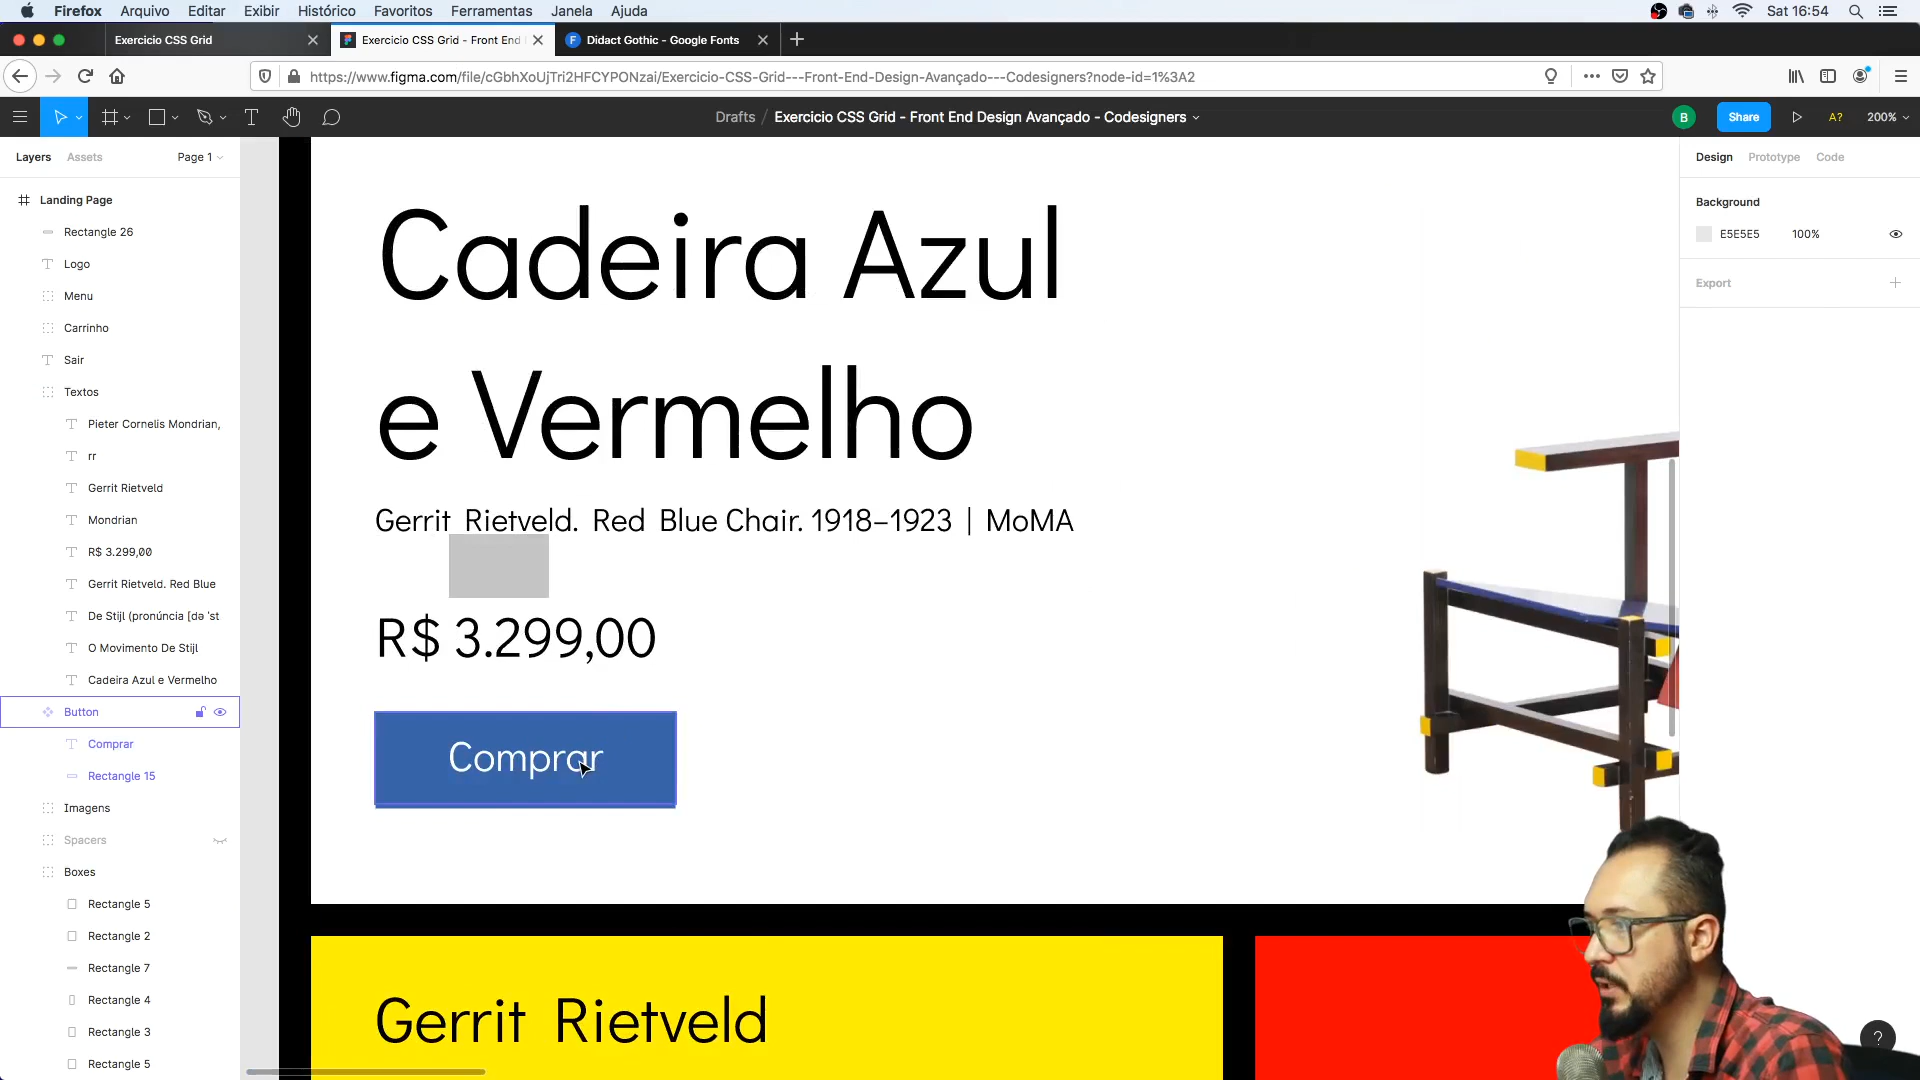 Firefox Arquivo Editar Exibir Histórico Favoritos Ferramentas Janela Ajuda Sat 16:54
Exercicio CSS Grid Exercicio CSS Grid - Front End Didact Gothic - Google Fonts
https://www.figma.com/file/cGbhXoUjTri2HFCYPONzai/Exercicio-CSS-Grid---Front-End-Design-Avançado---Codesigners?node-id=1%3A2
Drafts / Exercicio CSS Grid - Front End Design Avançado - Codesigners B Share A? 200%
Layers Assets Page 1
Design Prototype Code
Landing Page
Rectangle 26
Logo
Menu
Carrinho
Sair
Textos
Pieter Cornelis Mondrian,
rr
Gerrit Rietveld
Mondrian
R$ 3.299,00
Gerrit Rietveld. Red Blue
De Stijl (pronúncia [də ˈst
O Movimento De Stijl
Cadeira Azul e Vermelho
Button
Comprar
Rectangle 15
Imagens
Spacers
Boxes
Rectangle 5
Rectangle 2
Rectangle 7
Rectangle 4
Rectangle 3
Rectangle 5
Cadeira Azul
e Vermelho
Gerrit Rietveld. Red Blue Chair. 1918–1923 | MoMA
R$ 3.299,00
Comprar
Gerrit Rietveld
Background
E5E5E5 100%
Export
?